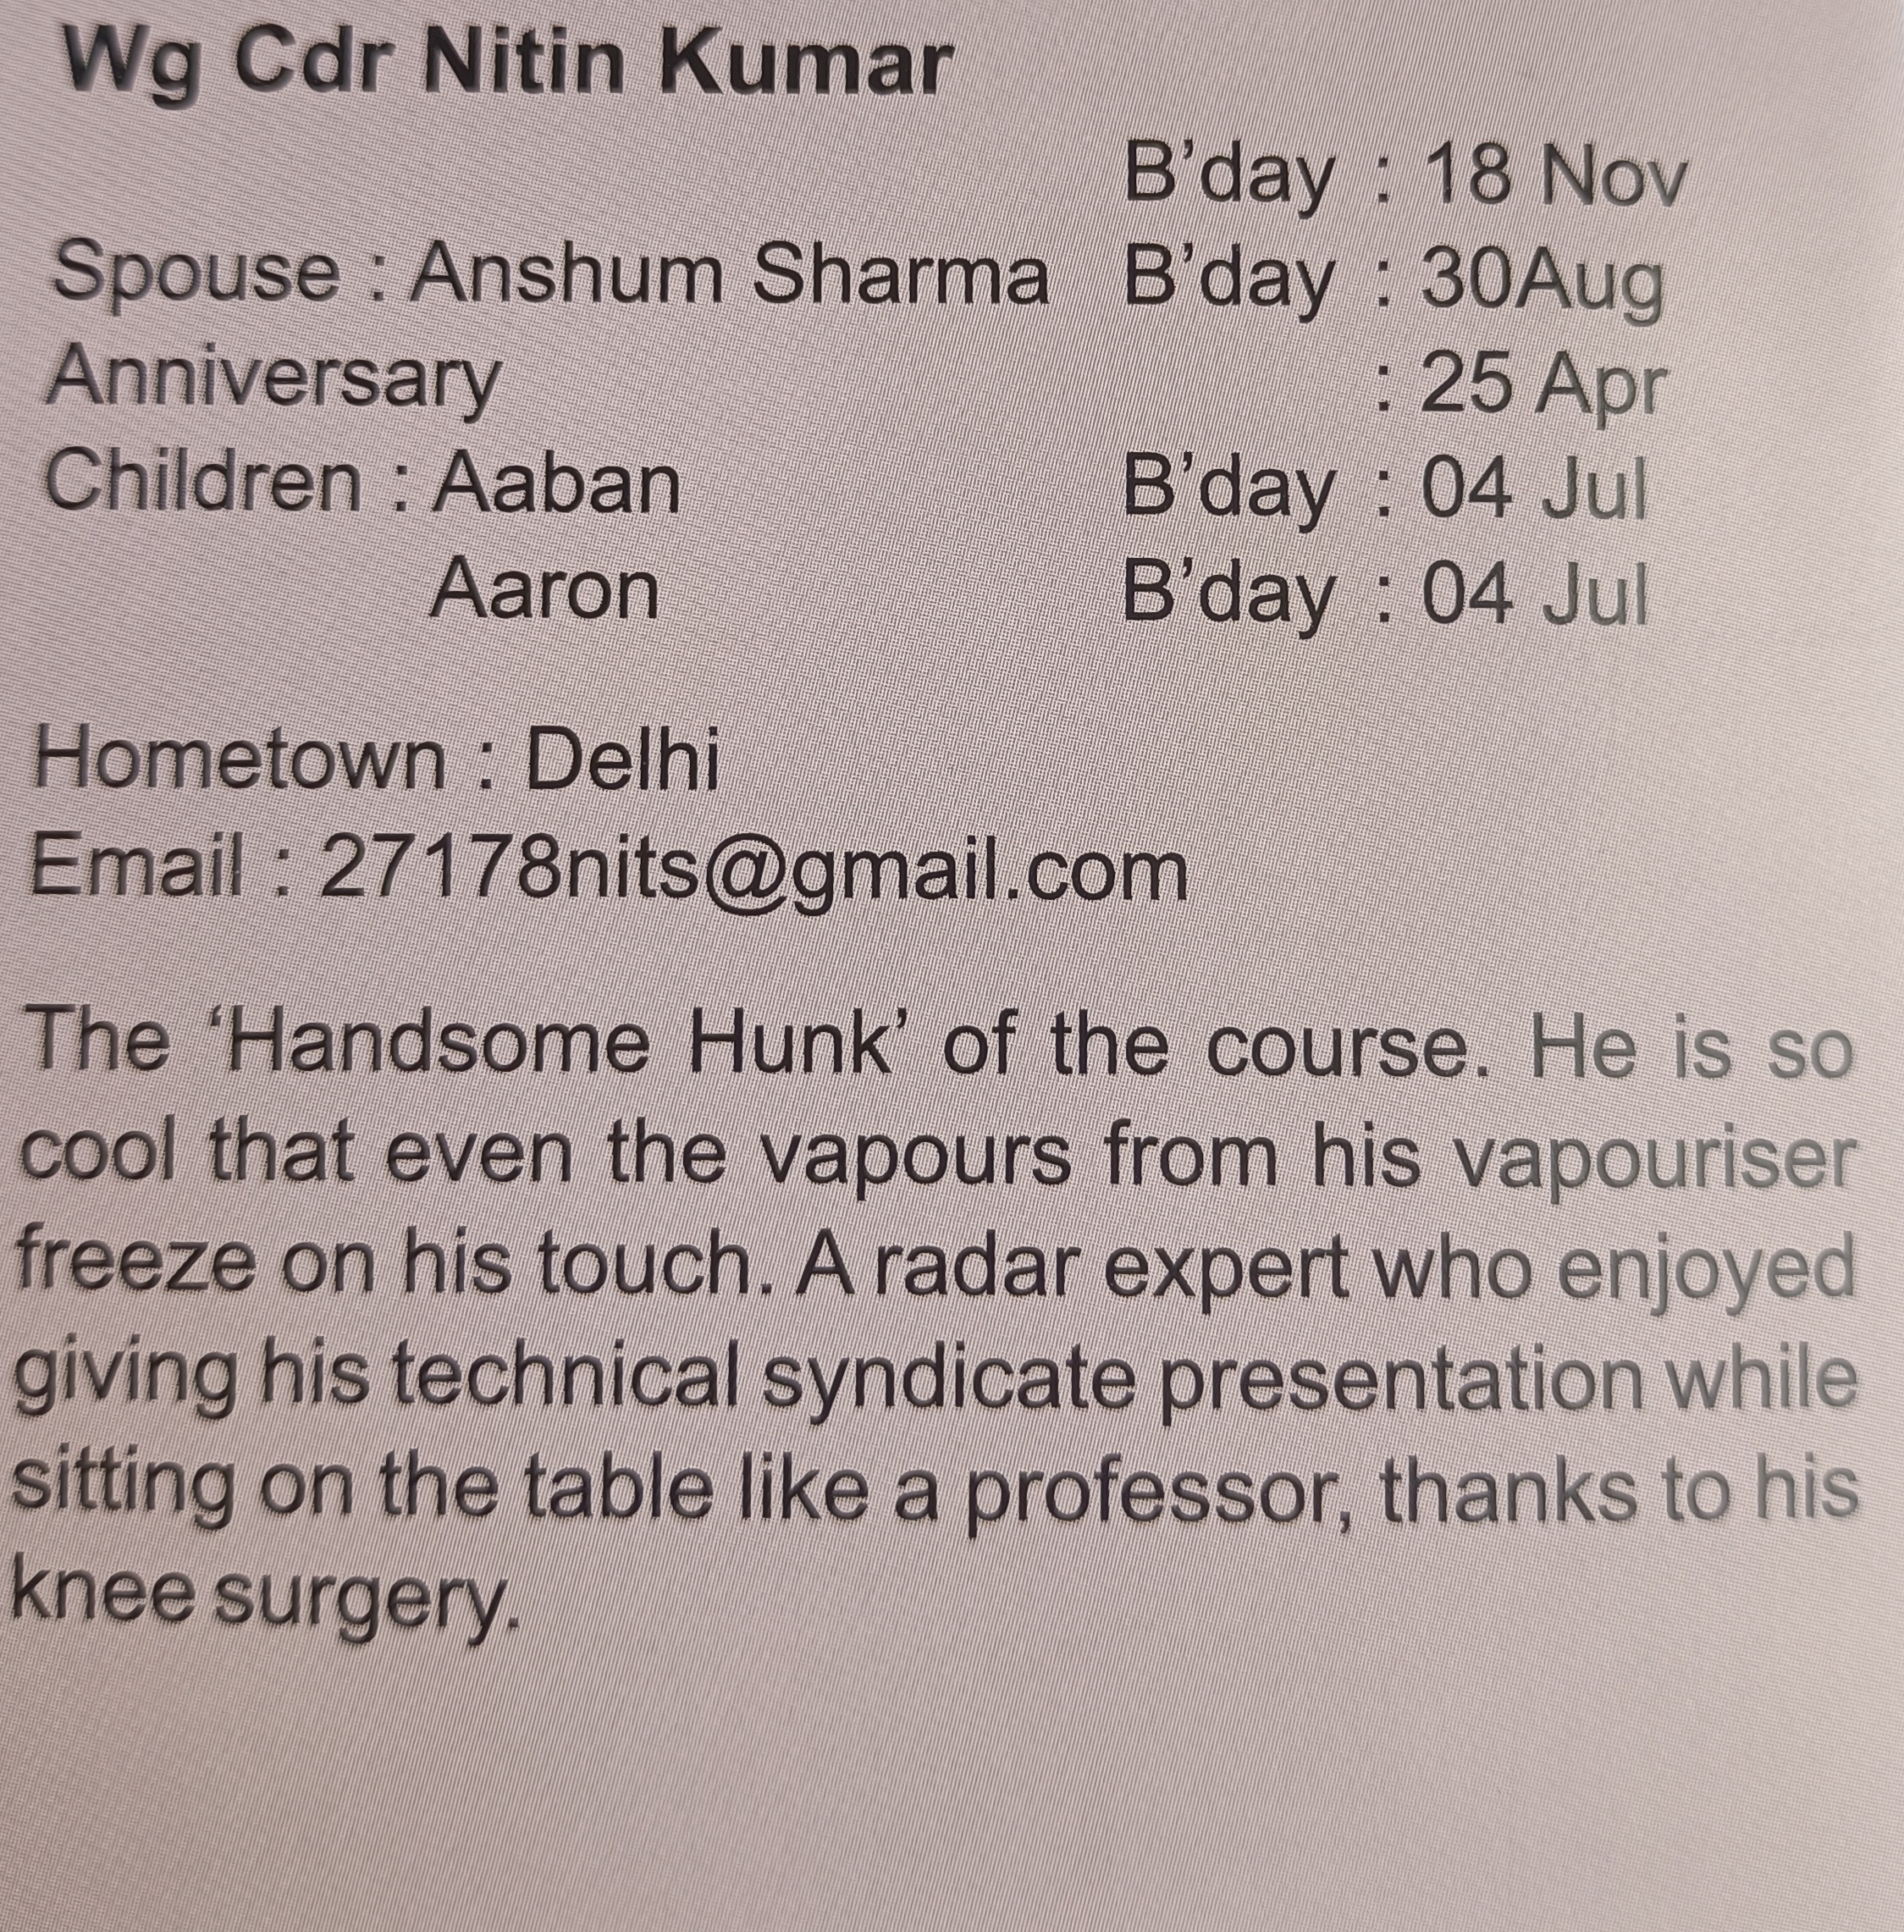 Wg Cdr Nitin Kumar
B'day : 18 Nov
Spouse : Anshum Sharma B'day : 30Aug
Anniversary : 25 Apr
Children : Aaban B'day : 04 Jul
Aaron B'day : 04 Jul
Hometown : Delhi
Email : 27178nits@gmail.com
The ‘Handsome Hunk’ of the course. He is so
cool that even the vapours from his vapouriser
freeze on his touch. A radar expert who enjoyed
giving his technical syndicate presentation while
sitting on the table like a professor, thanks to his
knee surgery.